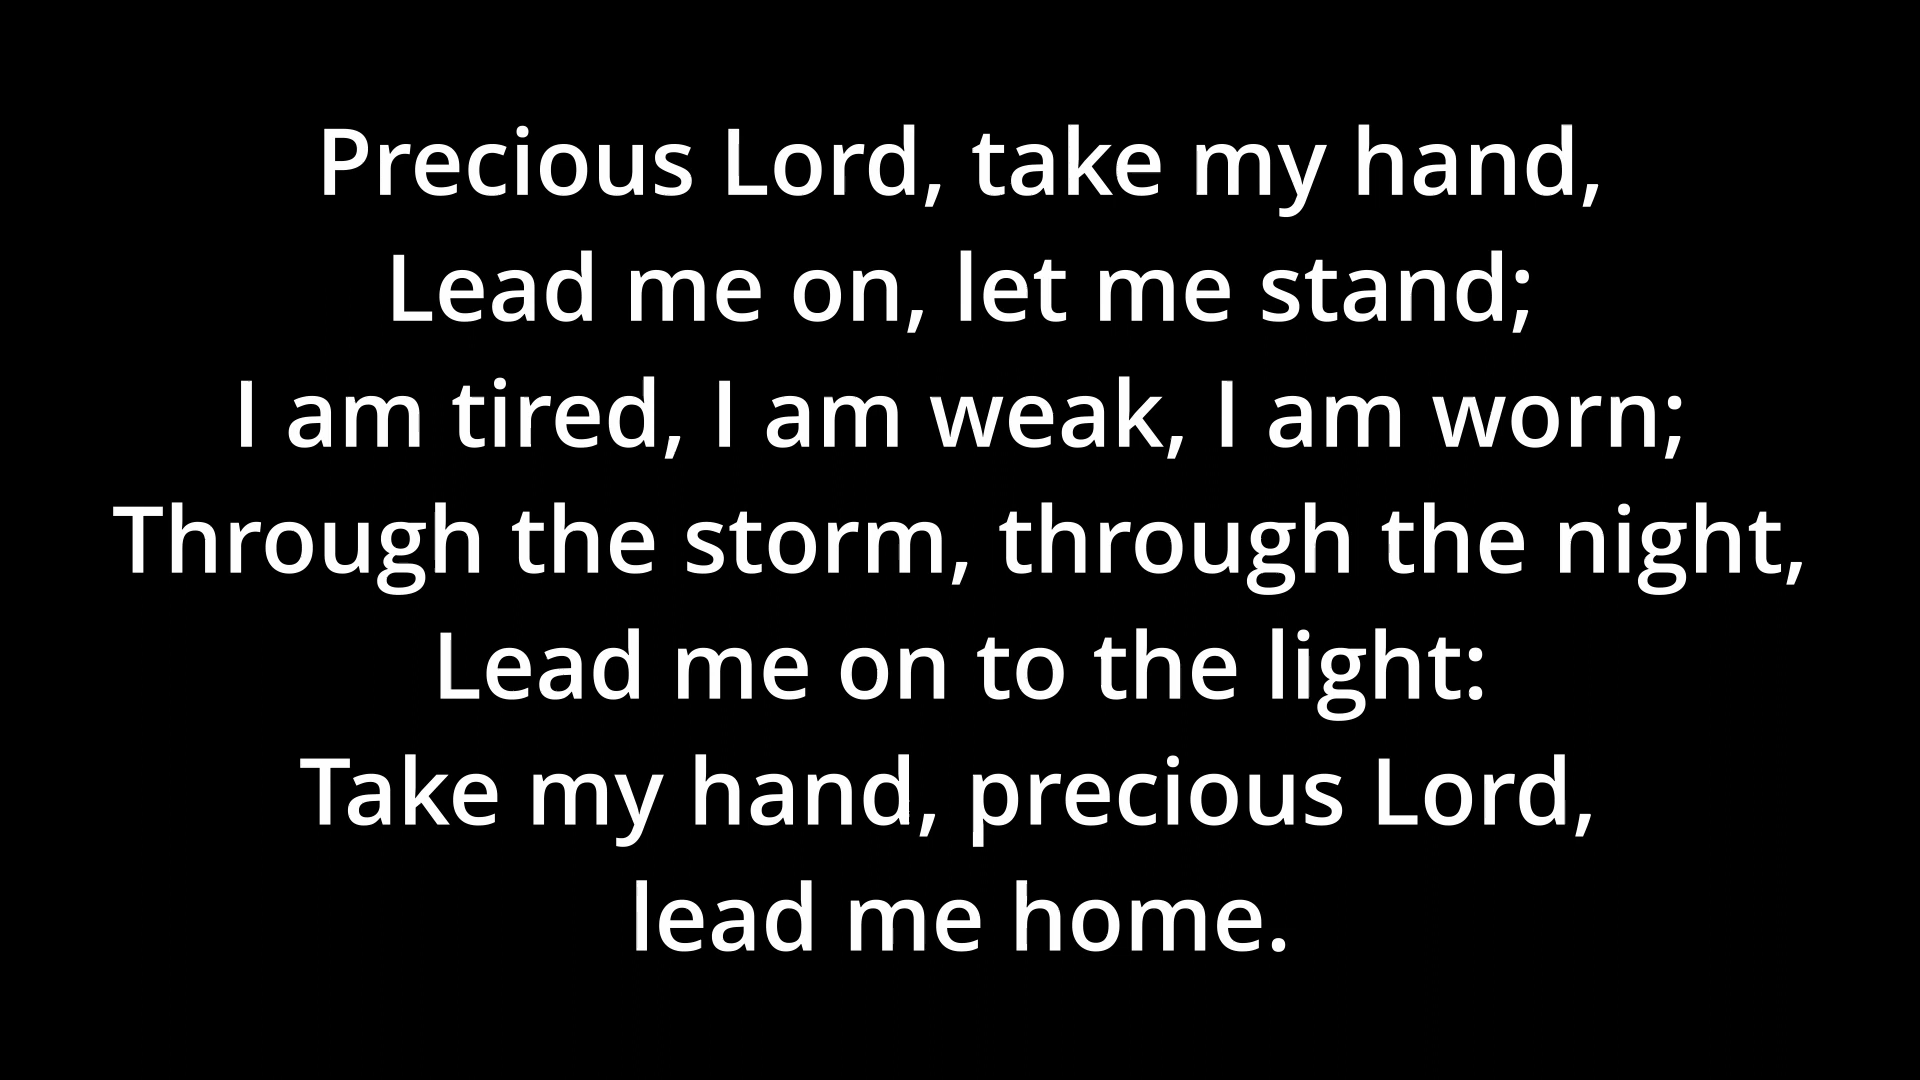 Precious Lord, take my hand,
Lead me on, let me stand;
I am tired, I am weak, I am worn;
Through the storm, through the night,
Lead me on to the light:
Take my hand, precious Lord,
lead me home.